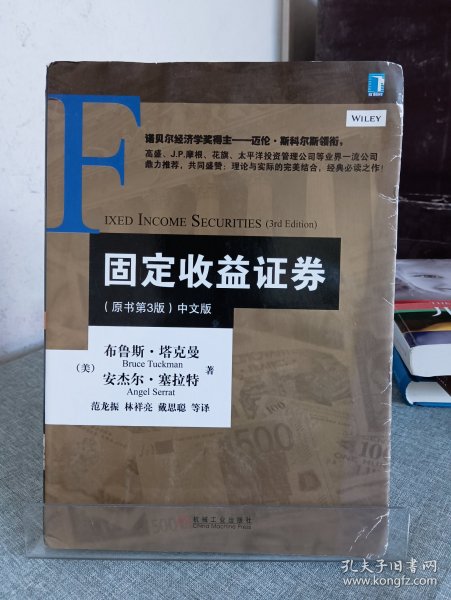 WILEY
诺贝尔经济学奖得主——迈伦·斯科尔斯领衔,
高盛、J.P.摩根、花旗、太平洋投资管理公司等业界一流公司
鼎力推荐,共同盛赞:理论与实际的完美结合,经典必读之作!
FIXED INCOME SECURITIES (3rd Edition)
固定收益证券
(原书第3版)中文版
(美)
布鲁斯·塔克曼
Bruce Tuckman
安杰尔·塞拉特
Angel Serrat
著
范龙振 林祥亮 戴思聪 等译
500
机械工业出版社
China Machine Press
孔夫子旧书网
www.kongfz.com